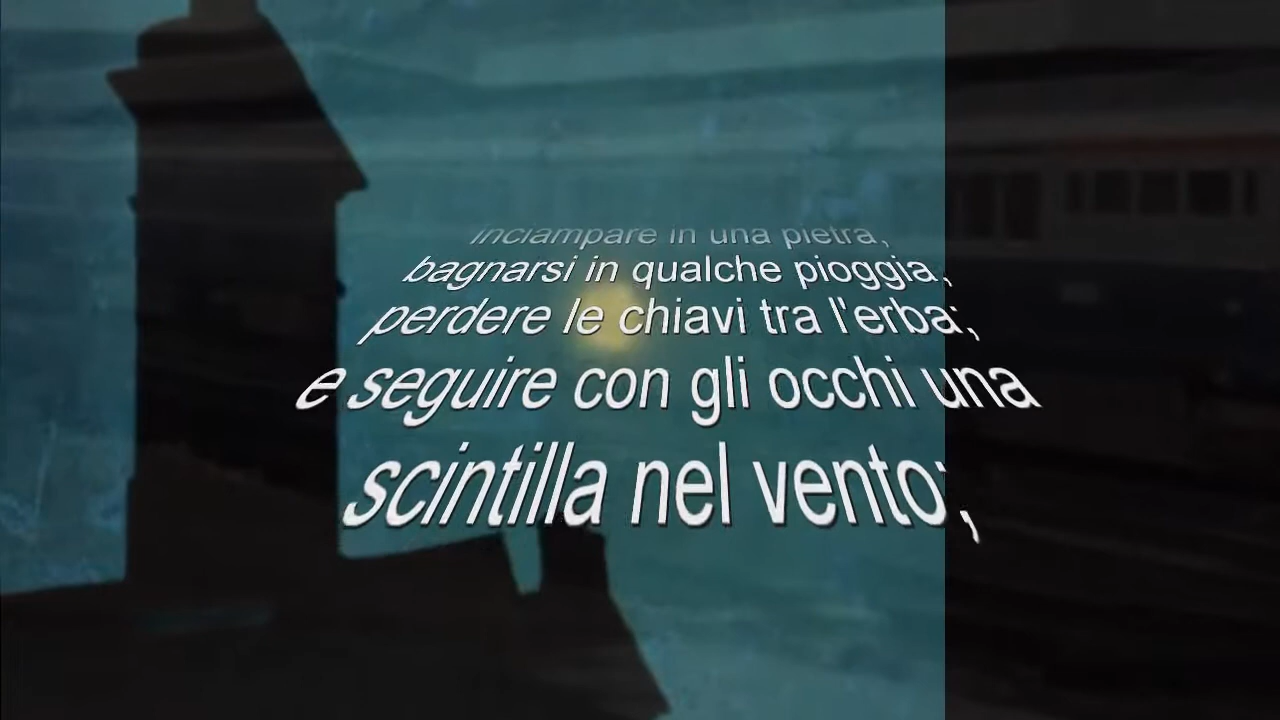 inciampare in una pietra,
bagnarsi in qualche pioggia,
perdere le chiavi tra l'erba;
e seguire con gli occhi una
scintilla nel vento;